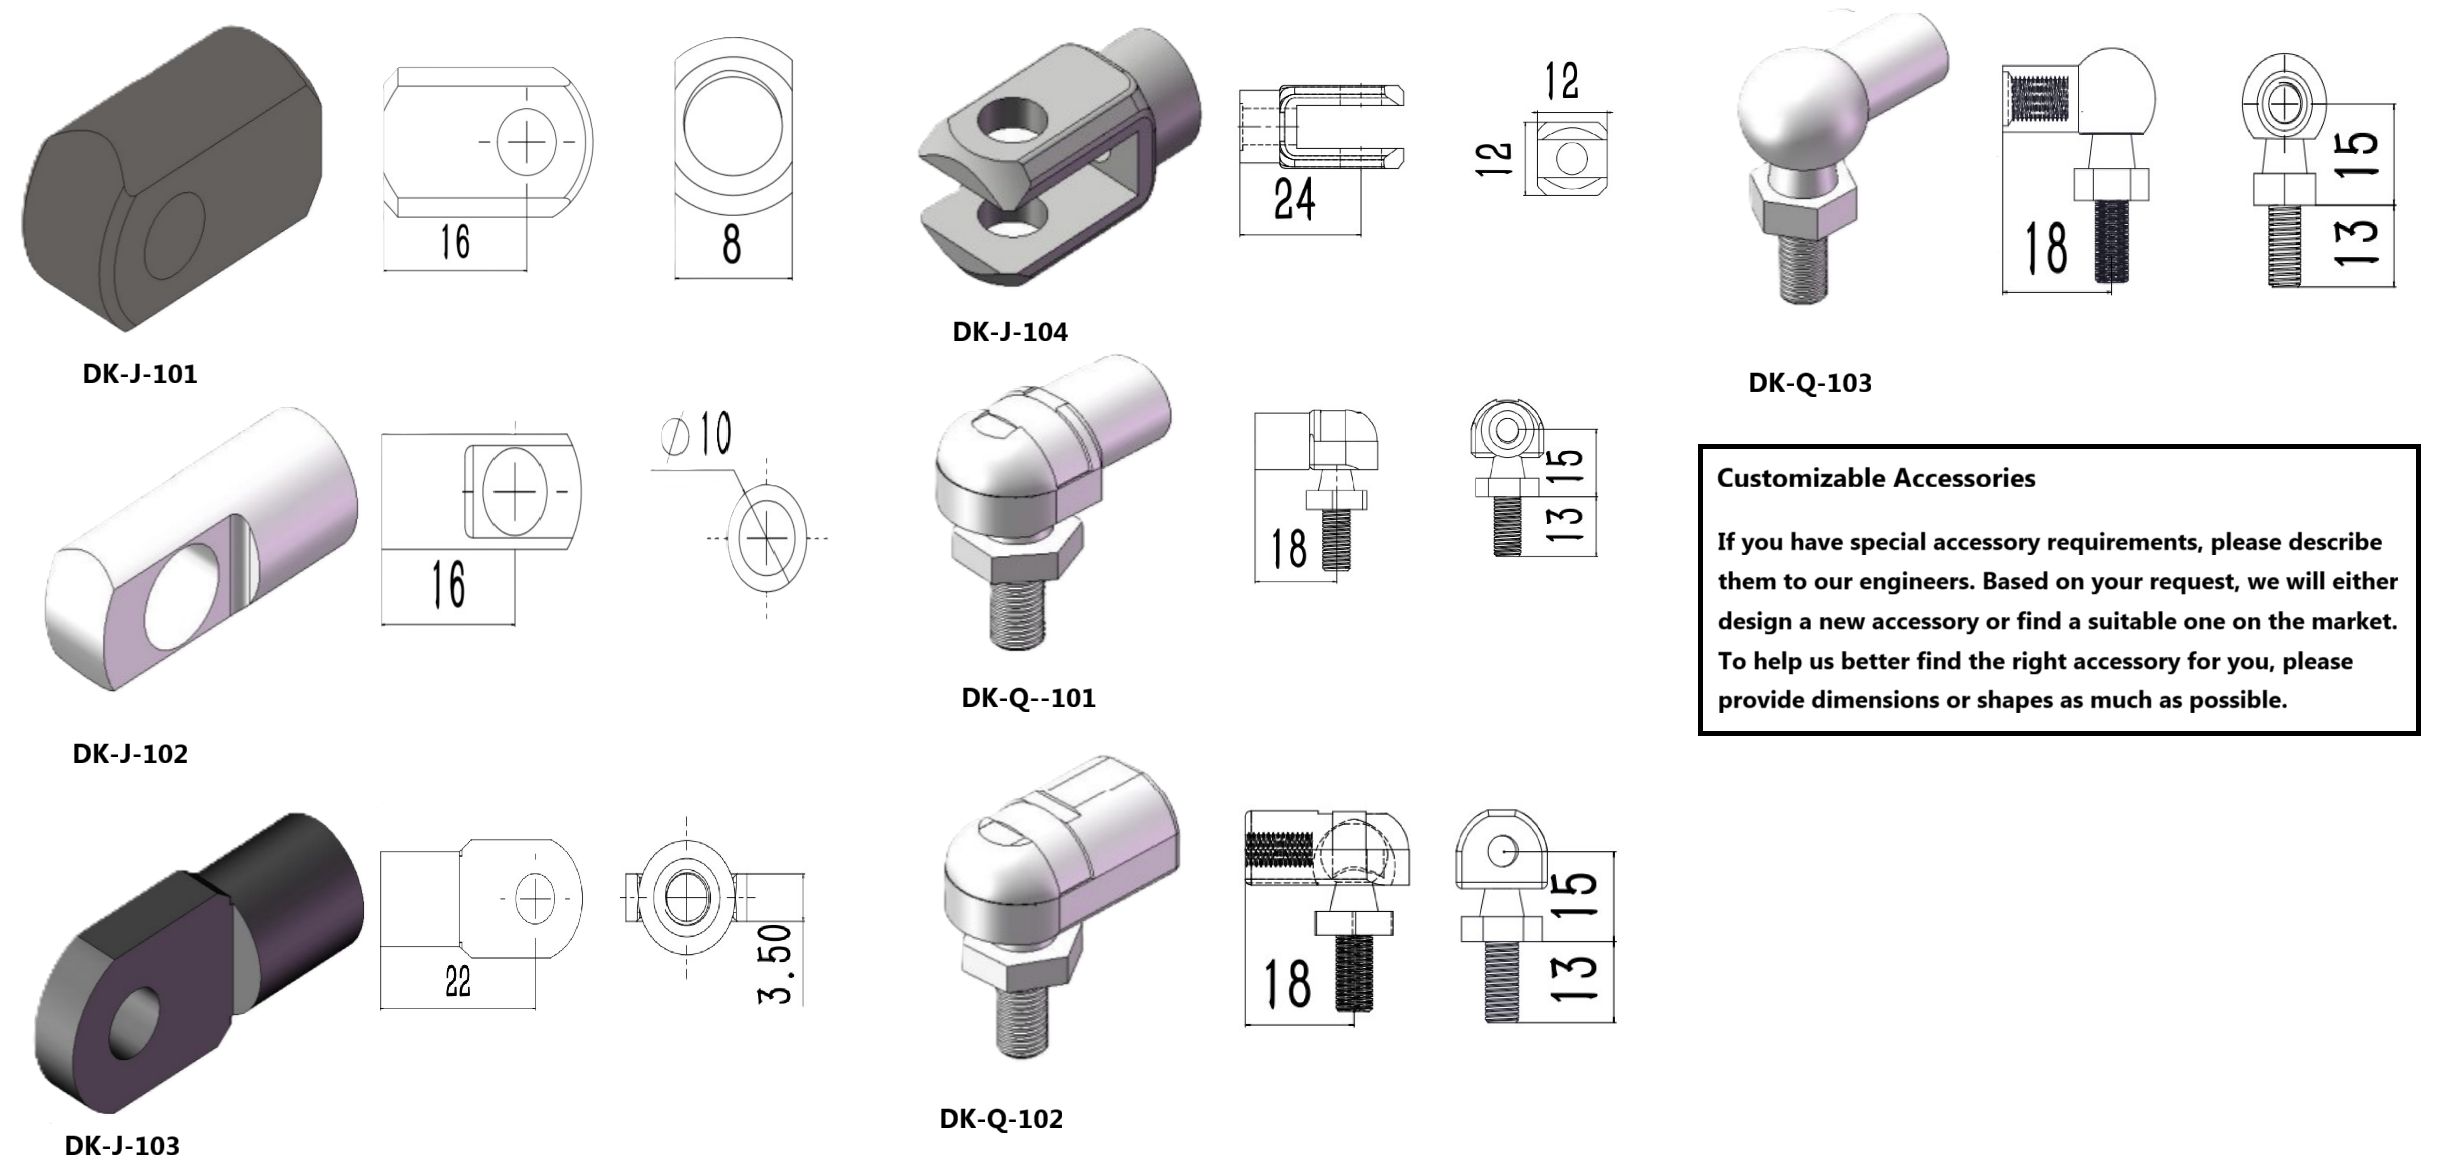 16
8
DK-J-101
16
⌀10
DK-J-102
22
3.50
DK-J-103
24
12
12
DK-J-104
18
15
13
DK-Q--101
18
15
13
DK-Q-102
18
15
13
DK-Q-103
Customizable Accessories
If you have special accessory requirements, please describe
them to our engineers. Based on your request, we will either
design a new accessory or find a suitable one on the market.
To help us better find the right accessory for you, please
provide dimensions or shapes as much as possible.